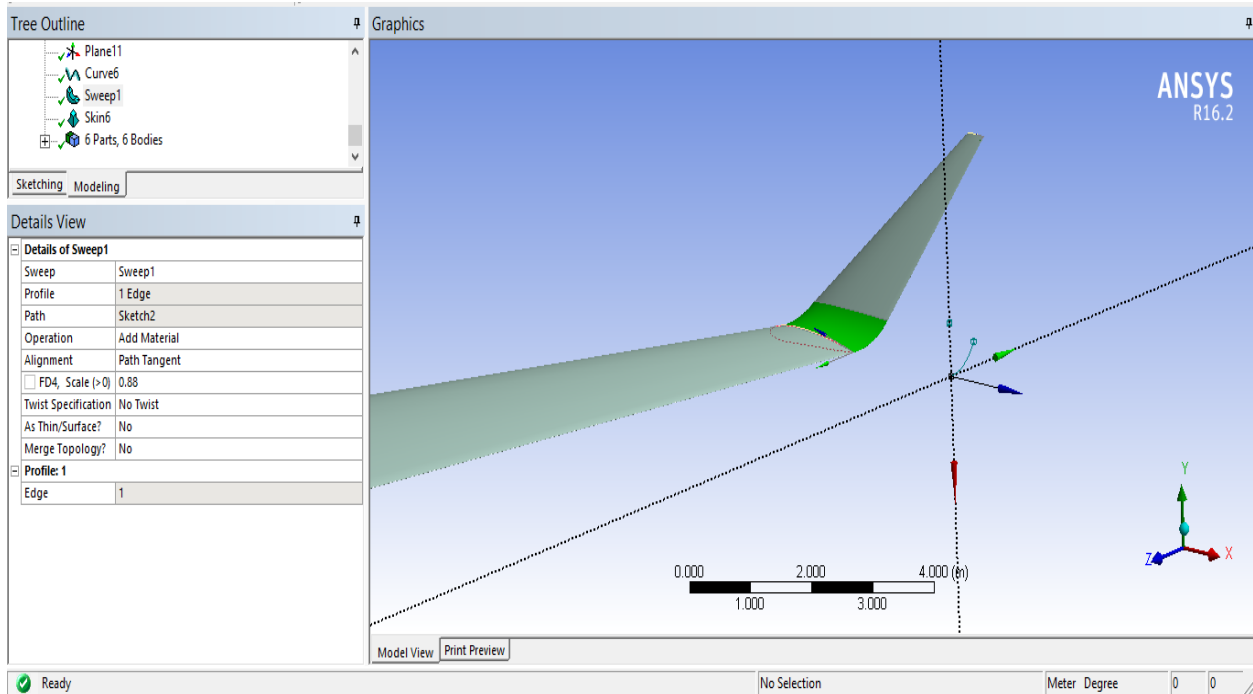 Tree Outline
Plane11
Curve6
Sweep1
Skin6
6 Parts, 6 Bodies
Sketching Modeling
Details View
Details of Sweep1
Sweep Sweep1
Profile 1 Edge
Path Sketch2
Operation Add Material
Alignment Path Tangent
FD4, Scale (>0) 0.88
Twist Specification No Twist
As Thin/Surface? No
Merge Topology? No
Profile: 1
Edge 1
Graphics
ANSYS
R16.2
0.000 2.000 4.000 (m)
1.000 3.000
Y
Z X
Model View Print Preview
Ready No Selection Meter Degree 0 0